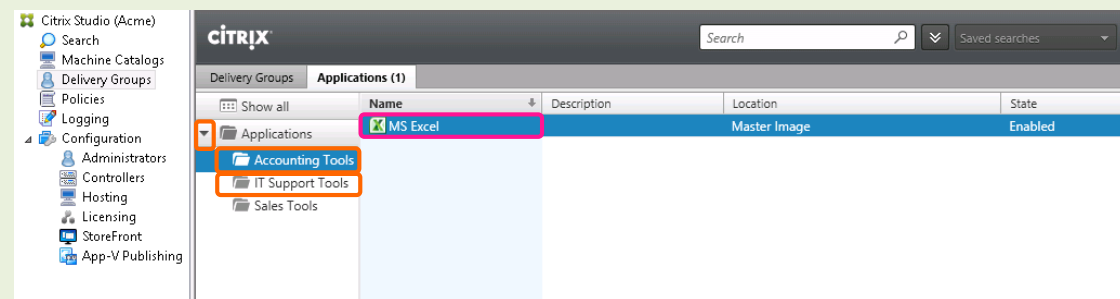 Citrix Studio (Acme)
Search
Machine Catalogs
Delivery Groups
Policies
Logging
Configuration
Administrators
Controllers
Hosting
Licensing
StoreFront
App-V Publishing
CITRIX
Search
Saved searches
Delivery Groups Applications (1)
Show all
Applications
Accounting Tools
IT Support Tools
Sales Tools
Name Description Location State
MS Excel Master Image Enabled